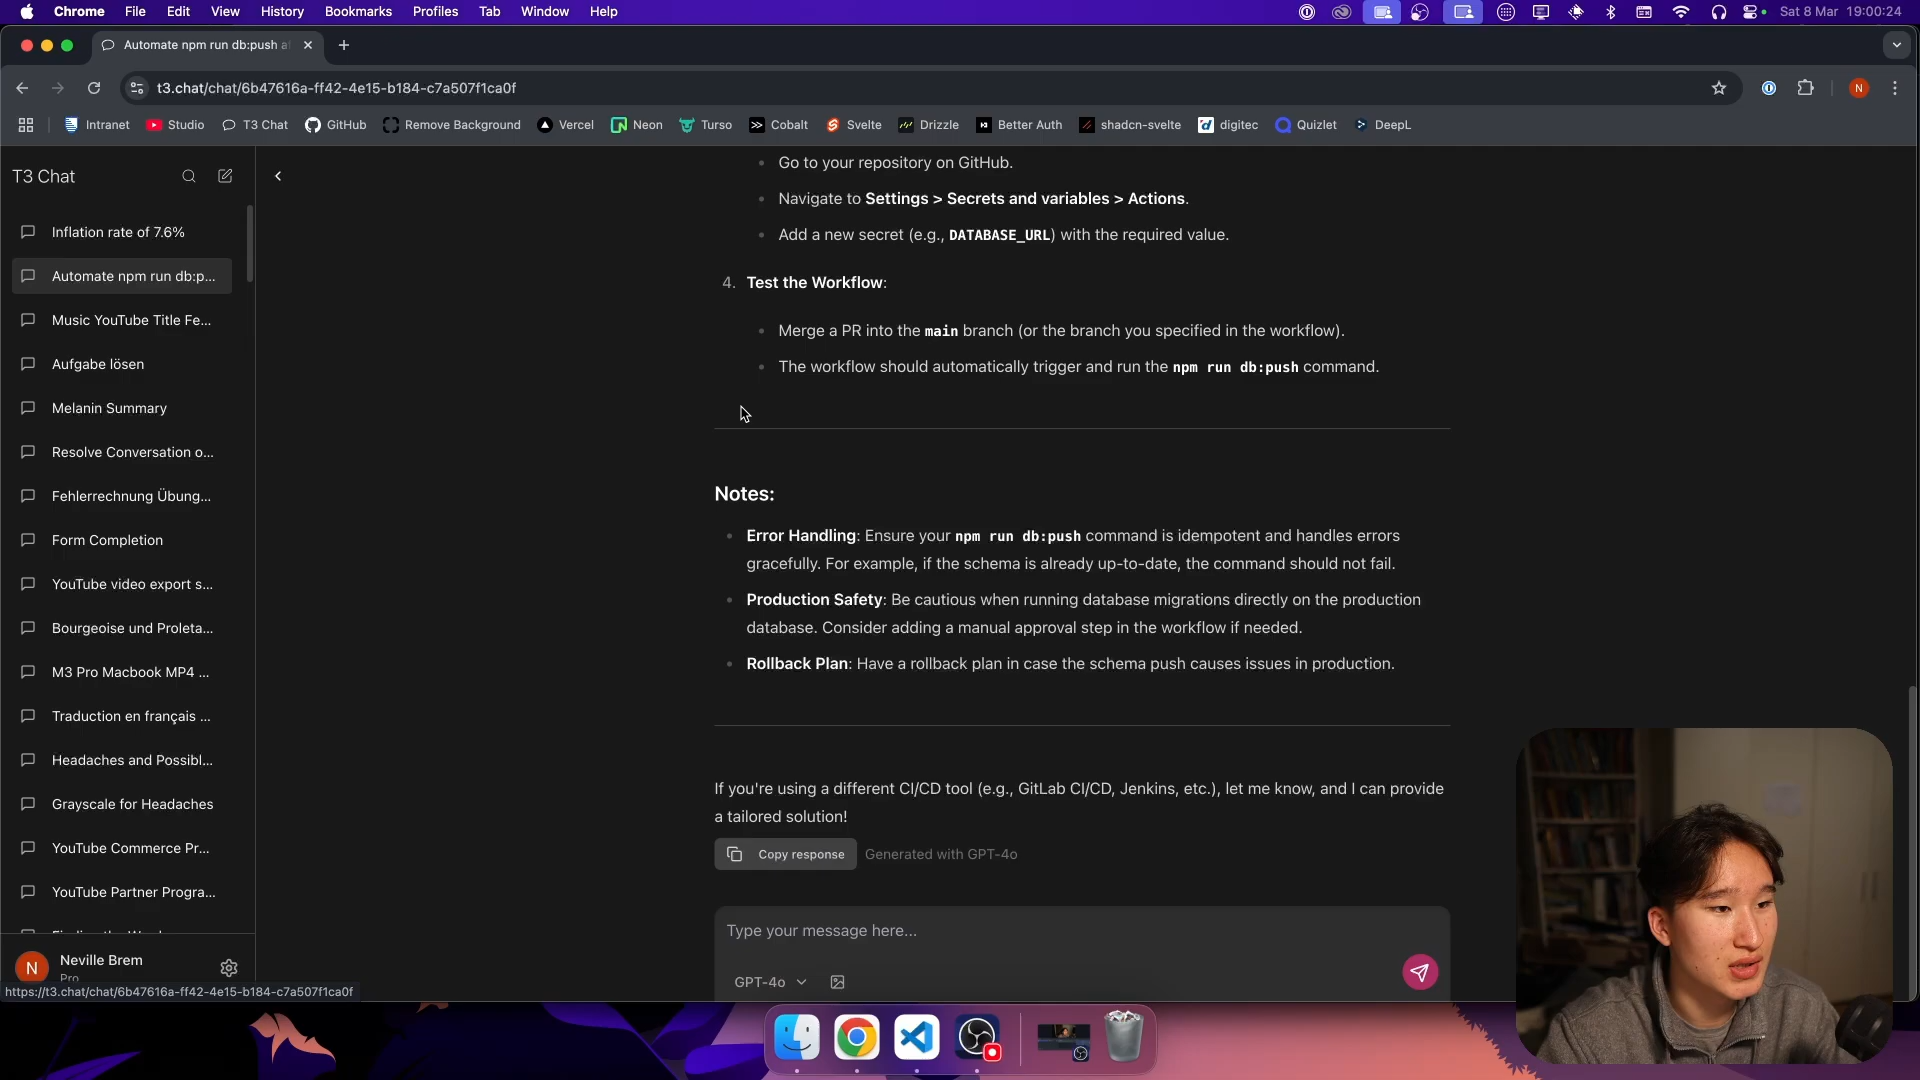 Chrome File Edit View History Bookmarks Profiles Tab Window Help
Sat 8 Mar 19:00:24
Automate npm run db:push a
t3.chat/chat/6b47616a-ff42-4e15-b184-c7a507f1ca0f
N
Intranet Studio T3 Chat GitHub Remove Background Vercel Neon Turso Cobalt Svelte Drizzle Better Auth shadcn-svelte digitec Quizlet DeepL
T3 Chat
Inflation rate of 7.6%
Automate npm run db:p...
Music YouTube Title Fe...
Aufgabe lösen
Melanin Summary
Resolve Conversation o...
Fehlerrechnung Übung...
Form Completion
YouTube video export s...
Bourgeoise und Proleta...
M3 Pro Macbook MP4 ...
Traduction en français ...
Headaches and Possibl...
Grayscale for Headaches
YouTube Commerce Pr...
YouTube Partner Progra...
N
Neville Brem
Pro
https://t3.chat/chat/6b47616a-ff42-4e15-b184-c7a507f1ca0f
Go to your repository on GitHub.
Navigate to Settings > Secrets and variables > Actions.
Add a new secret (e.g., DATABASE_URL) with the required value.
4. Test the Workflow:
Merge a PR into the main branch (or the branch you specified in the workflow).
The workflow should automatically trigger and run the npm run db:push command.
Notes:
Error Handling: Ensure your npm run db:push command is idempotent and handles errors
gracefully. For example, if the schema is already up-to-date, the command should not fail.
Production Safety: Be cautious when running database migrations directly on the production
database. Consider adding a manual approval step in the workflow if needed.
Rollback Plan: Have a rollback plan in case the schema push causes issues in production.
If you're using a different CI/CD tool (e.g., GitLab CI/CD, Jenkins, etc.), let me know, and I can provide
a tailored solution!
Copy response Generated with GPT-4o
Type your message here...
GPT-4o